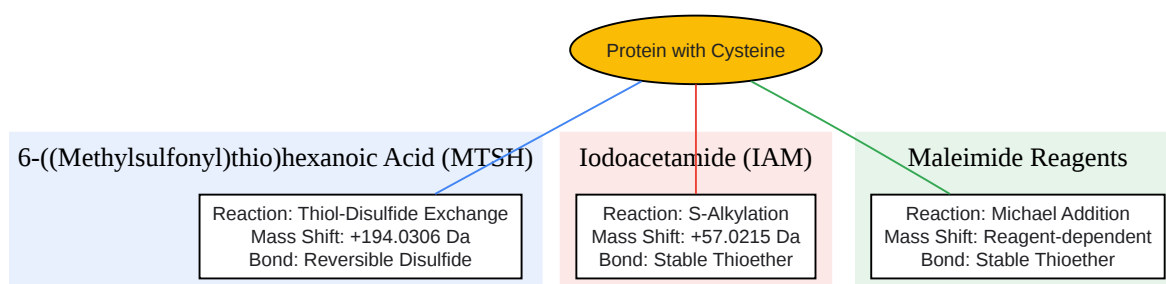 Protein with Cysteine
6-((Methylsulfonyl)thio)hexanoic Acid (MTSH)
Reaction: Thiol-Disulfide Exchange
Mass Shift: +194.0306 Da
Bond: Reversible Disulfide
Iodoacetamide (IAM)
Reaction: S-Alkylation
Mass Shift: +57.0215 Da
Bond: Stable Thioether
Maleimide Reagents
Reaction: Michael Addition
Mass Shift: Reagent-dependent
Bond: Stable Thioether